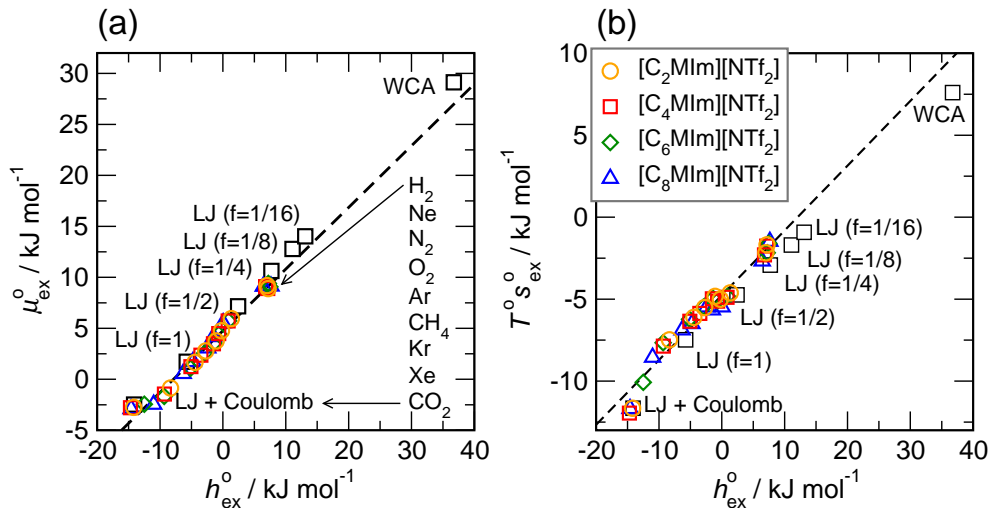 (a)
30
25
20
15
10
5
0
-5
-20
-10
0
10
20
30
40
μ°ex / kJ mol⁻¹
h°ex / kJ mol⁻¹
WCA
LJ (f=1/16)
LJ (f=1/8)
LJ (f=1/4)
LJ (f=1/2)
LJ (f=1)
LJ + Coulomb
H₂
Ne
N₂
O₂
Ar
CH₄
Kr
Xe
CO₂
(b)
10
0
-5
-10
-20
-10
0
10
20
30
40
T°s°ex / kJ mol⁻¹
h°ex / kJ mol⁻¹
[C₂MIm][NTf₂]
[C₄MIm][NTf₂]
[C₆MIm][NTf₂]
[C₈MIm][NTf₂]
WCA
LJ (f=1/16)
LJ (f=1/8)
LJ (f=1/4)
LJ (f=1/2)
LJ (f=1)
LJ + Coulomb